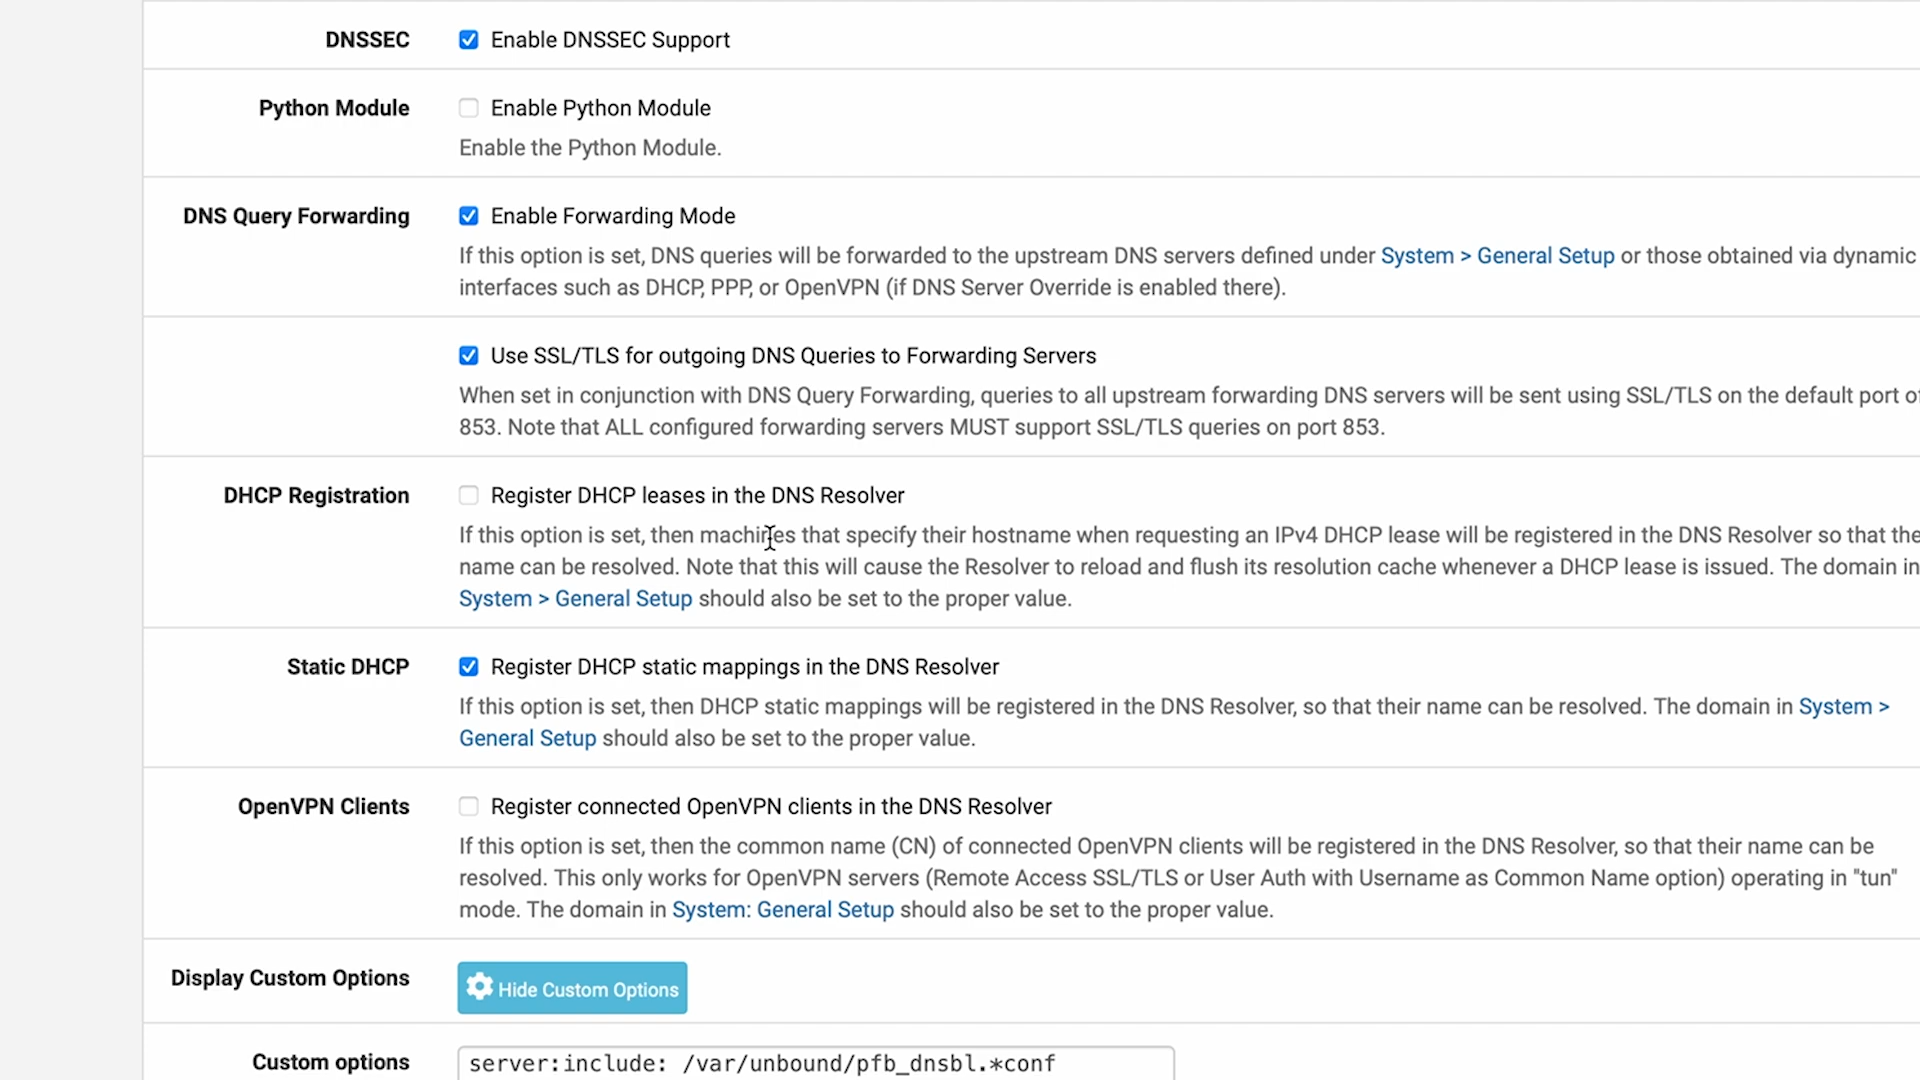 DNSSEC
Enable DNSSEC Support
Python Module
Enable Python Module
Enable the Python Module.
DNS Query Forwarding
Enable Forwarding Mode
If this option is set, DNS queries will be forwarded to the upstream DNS servers defined under System > General Setup or those obtained via dynamic
interfaces such as DHCP, PPP, or OpenVPN (if DNS Server Override is enabled there).
Use SSL/TLS for outgoing DNS Queries to Forwarding Servers
When set in conjunction with DNS Query Forwarding, queries to all upstream forwarding DNS servers will be sent using SSL/TLS on the default port of
853. Note that ALL configured forwarding servers MUST support SSL/TLS queries on port 853.
DHCP Registration
Register DHCP leases in the DNS Resolver
If this option is set, then machines that specify their hostname when requesting an IPv4 DHCP lease will be registered in the DNS Resolver so that the
name can be resolved. Note that this will cause the Resolver to reload and flush its resolution cache whenever a DHCP lease is issued. The domain in
System > General Setup should also be set to the proper value.
Static DHCP
Register DHCP static mappings in the DNS Resolver
If this option is set, then DHCP static mappings will be registered in the DNS Resolver, so that their name can be resolved. The domain in System >
General Setup should also be set to the proper value.
OpenVPN Clients
Register connected OpenVPN clients in the DNS Resolver
If this option is set, then the common name (CN) of connected OpenVPN clients will be registered in the DNS Resolver, so that their name can be
resolved. This only works for OpenVPN servers (Remote Access SSL/TLS or User Auth with Username as Common Name option) operating in "tun"
mode. The domain in System: General Setup should also be set to the proper value.
Display Custom Options
Hide Custom Options
Custom options
server:include: /var/unbound/pfb_dnsbl.*conf